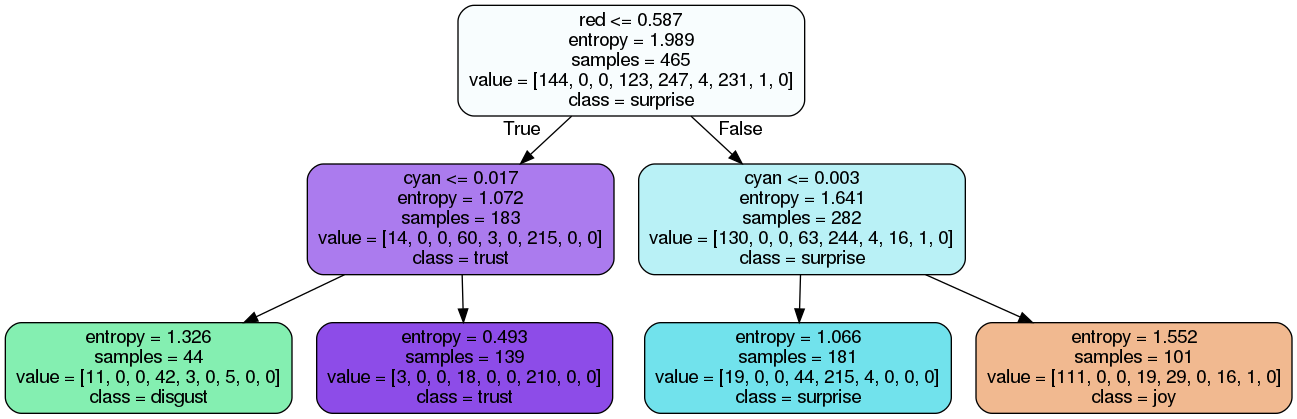 red <= 0.587
entropy = 1.989
samples = 465
value = [144, 0, 0, 123, 247, 4, 231, 1, 0]
class = surprise
True
False
cyan <= 0.017
entropy = 1.072
samples = 183
value = [14, 0, 0, 60, 3, 0, 215, 0, 0]
class = trust
cyan <= 0.003
entropy = 1.641
samples = 282
value = [130, 0, 0, 63, 244, 4, 16, 1, 0]
class = surprise
entropy = 1.326
samples = 44
value = [11, 0, 0, 42, 3, 0, 5, 0, 0]
class = disgust
entropy = 0.493
samples = 139
value = [3, 0, 0, 18, 0, 0, 210, 0, 0]
class = trust
entropy = 1.066
samples = 181
value = [19, 0, 0, 44, 215, 4, 0, 0, 0]
class = surprise
entropy = 1.552
samples = 101
value = [111, 0, 0, 19, 29, 0, 16, 1, 0]
class = joy